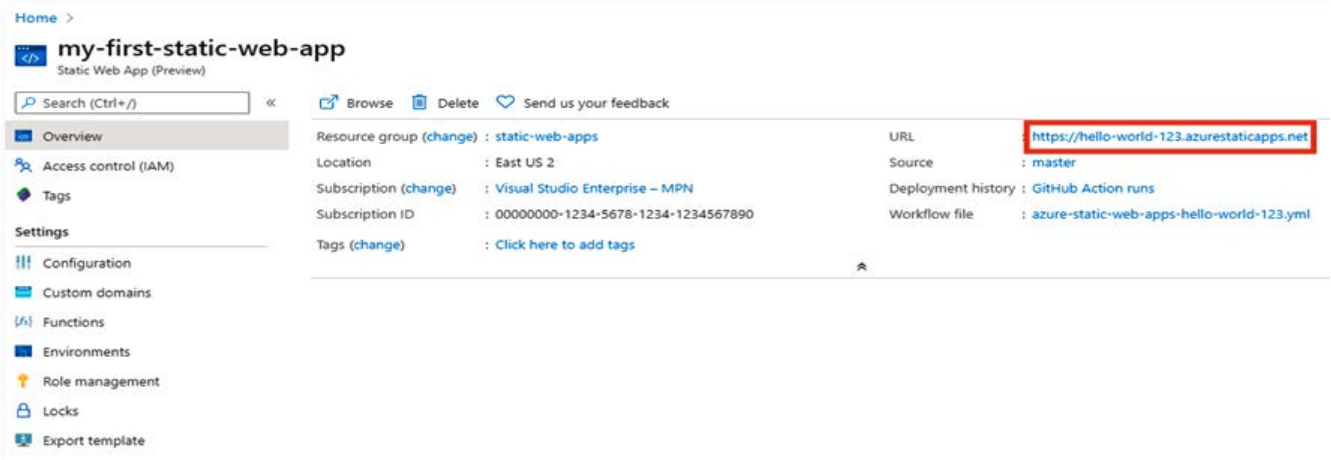 Home >
my-first-static-web-app
Static Web App (Preview)
Search (Ctrl+/)
«
Overview
Access control (IAM)
Tags
Settings
Configuration
Custom domains
Functions
Environments
Role management
Locks
Export template
Browse Delete Send us your feedback
Resource group (change) : static-web-apps
Location : East US 2
Subscription (change) : Visual Studio Enterprise – MPN
Subscription ID : 00000000-1234-5678-1234-1234567890
Tags (change) : Click here to add tags
URL : https://hello-world-123.azurestaticapps.net
Source : master
Deployment history : GitHub Action runs
Workflow file : azure-static-web-apps-hello-world-123.yml